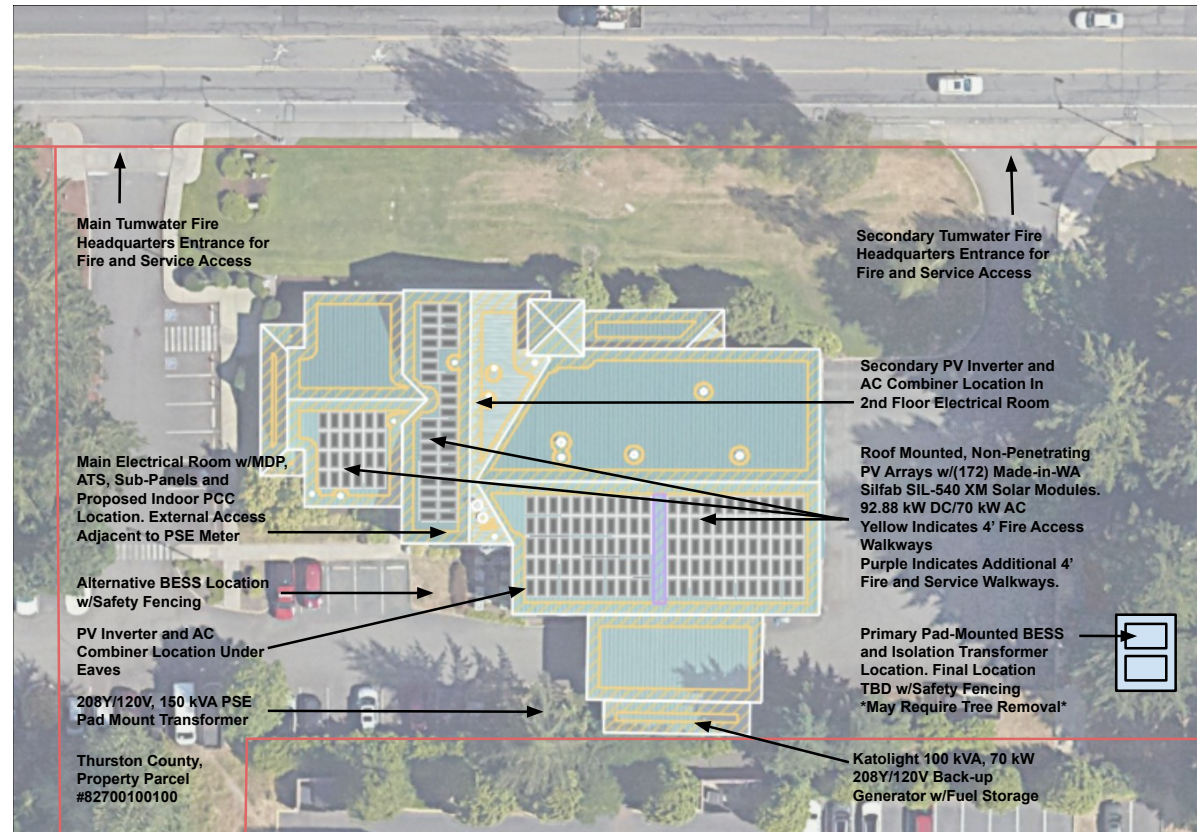 Main Tumwater Fire
Headquarters Entrance for
Fire and Service Access
Secondary Tumwater Fire
Headquarters Entrance for
Fire and Service Access
Secondary PV Inverter and
AC Combiner Location in
2nd Floor Electrical Room
Main Electrical Room w/MDP,
ATS, Sub-Panels and
Proposed Indoor PCC
Location. External Access
Adjacent to PSE Meter
Roof Mounted, Non-Penetrating
PV Arrays w/(172) Made-in-WA
Silfab SIL-540 XM Solar Modules.
92.88 kW DC/70 kW AC
Yellow Indicates 4' Fire Access
Walkways
Purple Indicates Additional 4'
Fire and Service Walkways.
Alternative BESS Location
w/Safety Fencing
PV Inverter and AC
Combiner Location Under
Eaves
Primary Pad-Mounted BESS
and Isolation Transformer
Location. Final Location
TBD w/Safety Fencing
*May Require Tree Removal*
208Y/120V, 150 kVA PSE
Pad Mount Transformer
Thurston County,
Property Parcel
#82700100100
Katolight 100 kVA, 70 kW
208Y/120V Back-up
Generator w/Fuel Storage